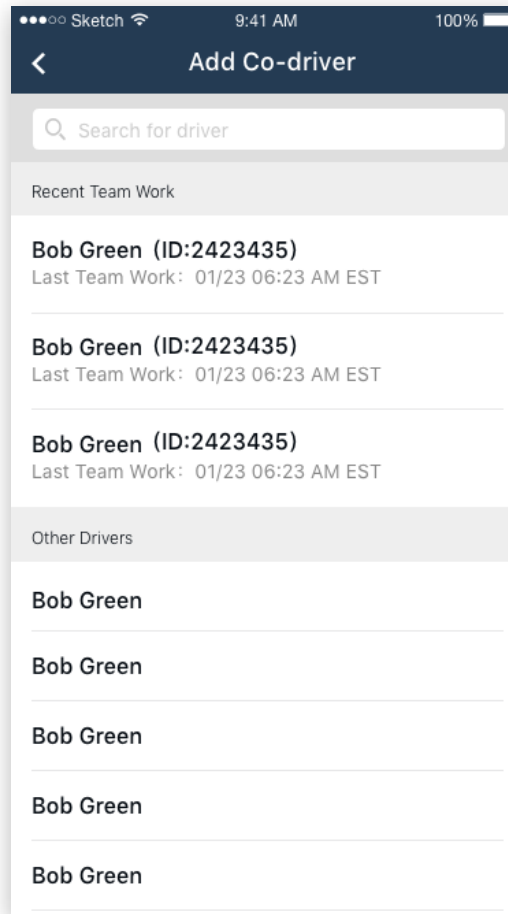 ●●●○○ Sketch 9:41 AM 100%
Add Co-driver
Search for driver
Recent Team Work
Bob Green (ID:2423435)
Last Team Work: 01/23 06:23 AM EST
Bob Green (ID:2423435)
Last Team Work: 01/23 06:23 AM EST
Bob Green (ID:2423435)
Last Team Work: 01/23 06:23 AM EST
Other Drivers
Bob Green
Bob Green
Bob Green
Bob Green
Bob Green